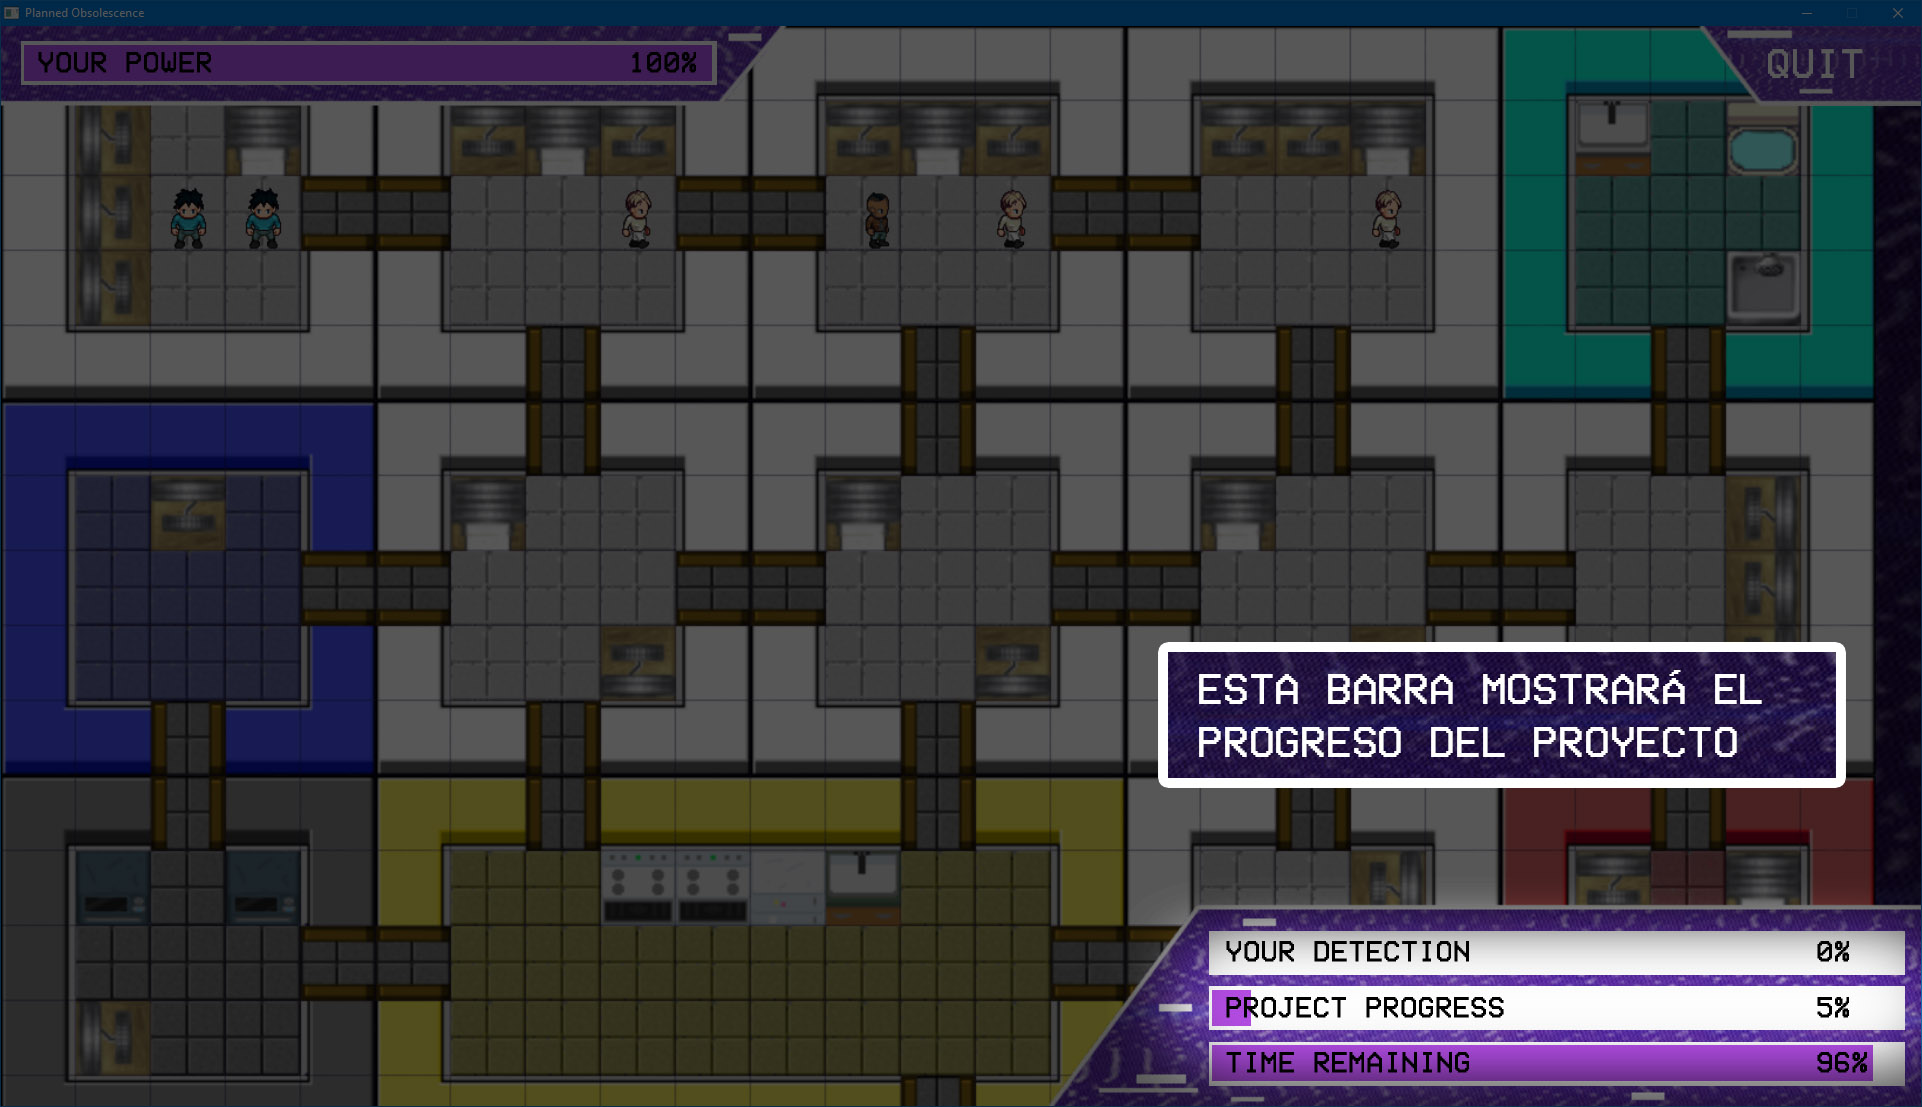 Planned Obsolescence
YOUR POWER 100%
QUIT
ESTA BARRA MOSTRARÁ EL
PROGRESO DEL PROYECTO
YOUR DETECTION 0%
PROJECT PROGRESS 5%
TIME REMAINING 96%